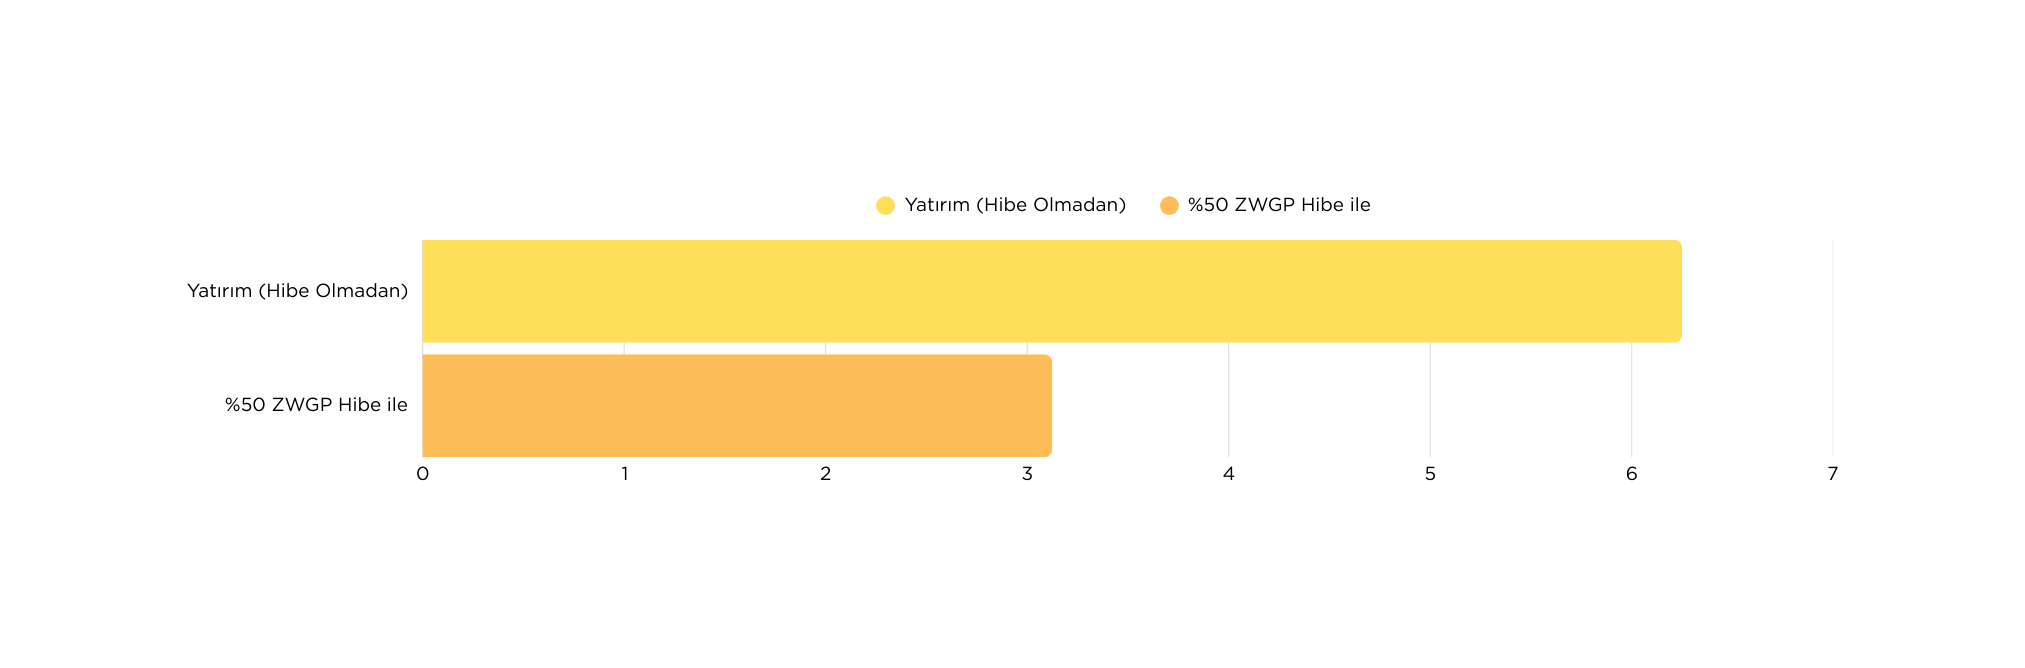 Yatırım (Hibe Olmadan) %50 ZWGP Hibe ile
Yatırım (Hibe Olmadan)
%50 ZWGP Hibe ile
0 1 2 3 4 5 6 7